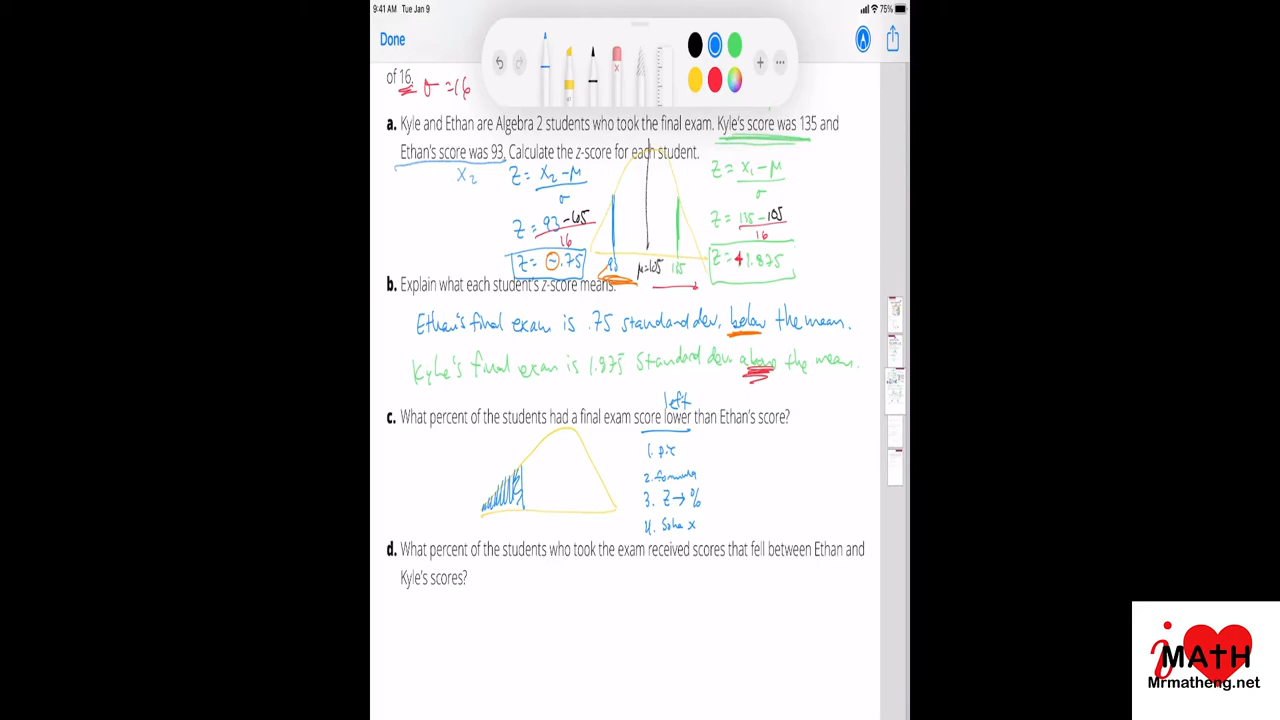 9:41 AM Tue Jan 9
75%
Done
of 16. σ = 16
a. Kyle and Ethan are Algebra 2 students who took the final exam. Kyle's score was 135 and
Ethan's score was 93. Calculate the z-score for each student.
X₂
Z = X₂ - μ / σ
Z = 93 - 105 / 16
Z = -.75
93 μ=105 135
Z = X₁ - μ / σ
Z = 135 - 105 / 16
Z = +1.875
b. Explain what each student's z-score means.
Ethan's final exam is .75 standard dev. below the mean.
Kyle's final exam is 1.875 standard dev. above the mean.
left
c. What percent of the students had a final exam score lower than Ethan's score?
1. pic
2. formula
3. Z → %
4. Solve x
d. What percent of the students who took the exam received scores that fell between Ethan and
Kyle's scores?
i MATH
Mrmatheng.net